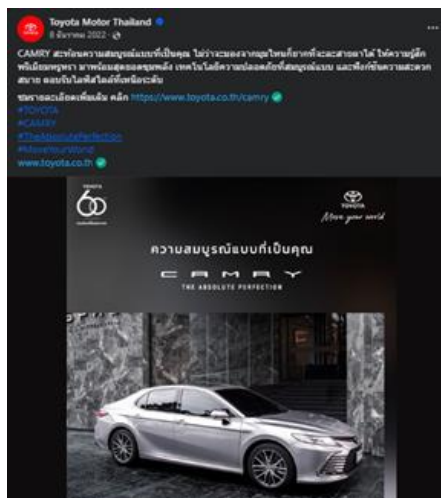 Toyota Motor Thailand
8 ธันวาคม 2022
CAMRY สะท้อนความสมบูรณ์แบบที่เป็นคุณ ไม่ว่าจะมองจากมุมไหนก็ยากที่จะละสายตาได้ ให้ความรู้สึก
พรีเมียมหรูหรา มาพร้อมสุดยอดขุมพลัง เทคโนโลยีความปลอดภัยที่สมบูรณ์แบบ และฟังก์ชันความสะดวก
สบาย ตอบรับไลฟ์สไตล์ที่เหนือระดับ
ชมรายละเอียดเพิ่มเติม คลิก https://www.toyota.co.th/camry
#TOYOTA
#CAMRY
#TheAbsolutePerfection
#MoveYourWorld
www.toyota.co.th
TOYOTA
60
TOYOTA
Move your world
ความสมบูรณ์แบบที่เป็นคุณ
CAMRY
THE ABSOLUTE PERFECTION